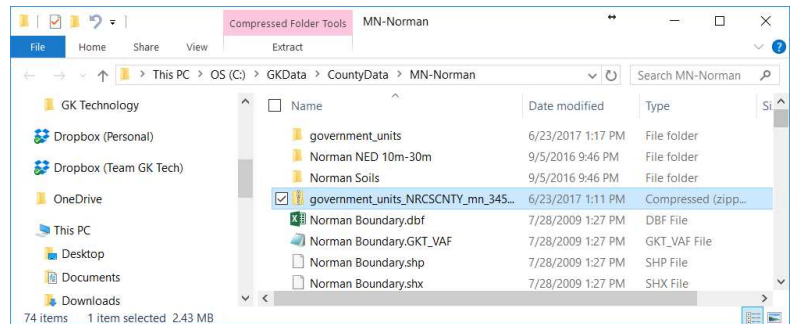 Compressed Folder Tools MN-Norman
File Home Share View Extract
This PC > OS (C:) > GKData > CountyData > MN-Norman Search MN-Norman
Name Date modified Type Si...
GK Technology
Dropbox (Personal)
Dropbox (Team GK Tech)
OneDrive
This PC
Desktop
Documents
Downloads
government_units 6/23/2017 1:17 PM File folder
Norman NED 10m-30m 9/5/2016 9:46 PM File folder
Norman Soils 9/5/2016 9:46 PM File folder
government_units_NRCSCNTY_mn_345... 6/23/2017 1:11 PM Compressed (zipp...
Norman Boundary.dbf 7/28/2009 1:27 PM DBF File
Norman Boundary.GKT_VAF 7/28/2009 1:27 PM GKT_VAF File
Norman Boundary.shp 7/28/2009 1:27 PM SHP File
Norman Boundary.shx 7/28/2009 1:27 PM SHX File
74 items 1 item selected 2.43 MB